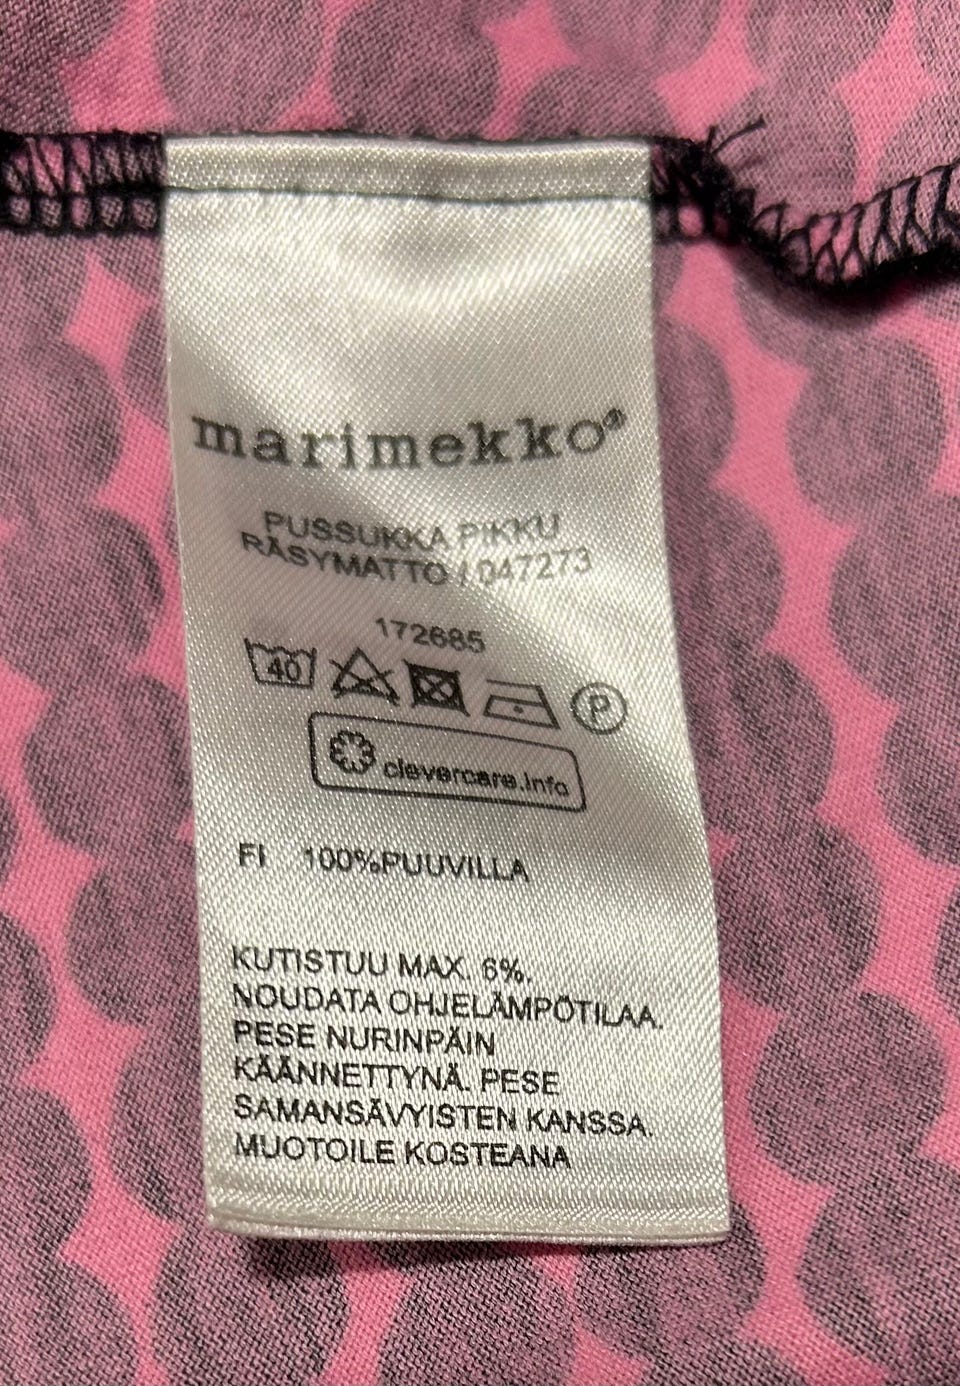 marimekko®
PUSSUKKA PIKKU
RÄSYMATTO / 047273
172685
40
P
clevercare.info
FI 100%PUUVILLA
KUTISTUU MAX. 6%.
NOUDATA OHJELÄMPÖTILAA.
PESE NURINPÄIN
KÄÄNNETTYNÄ. PESE
SAMANSÄVYISTEN KANSSA.
MUOTOILE KOSTEANA